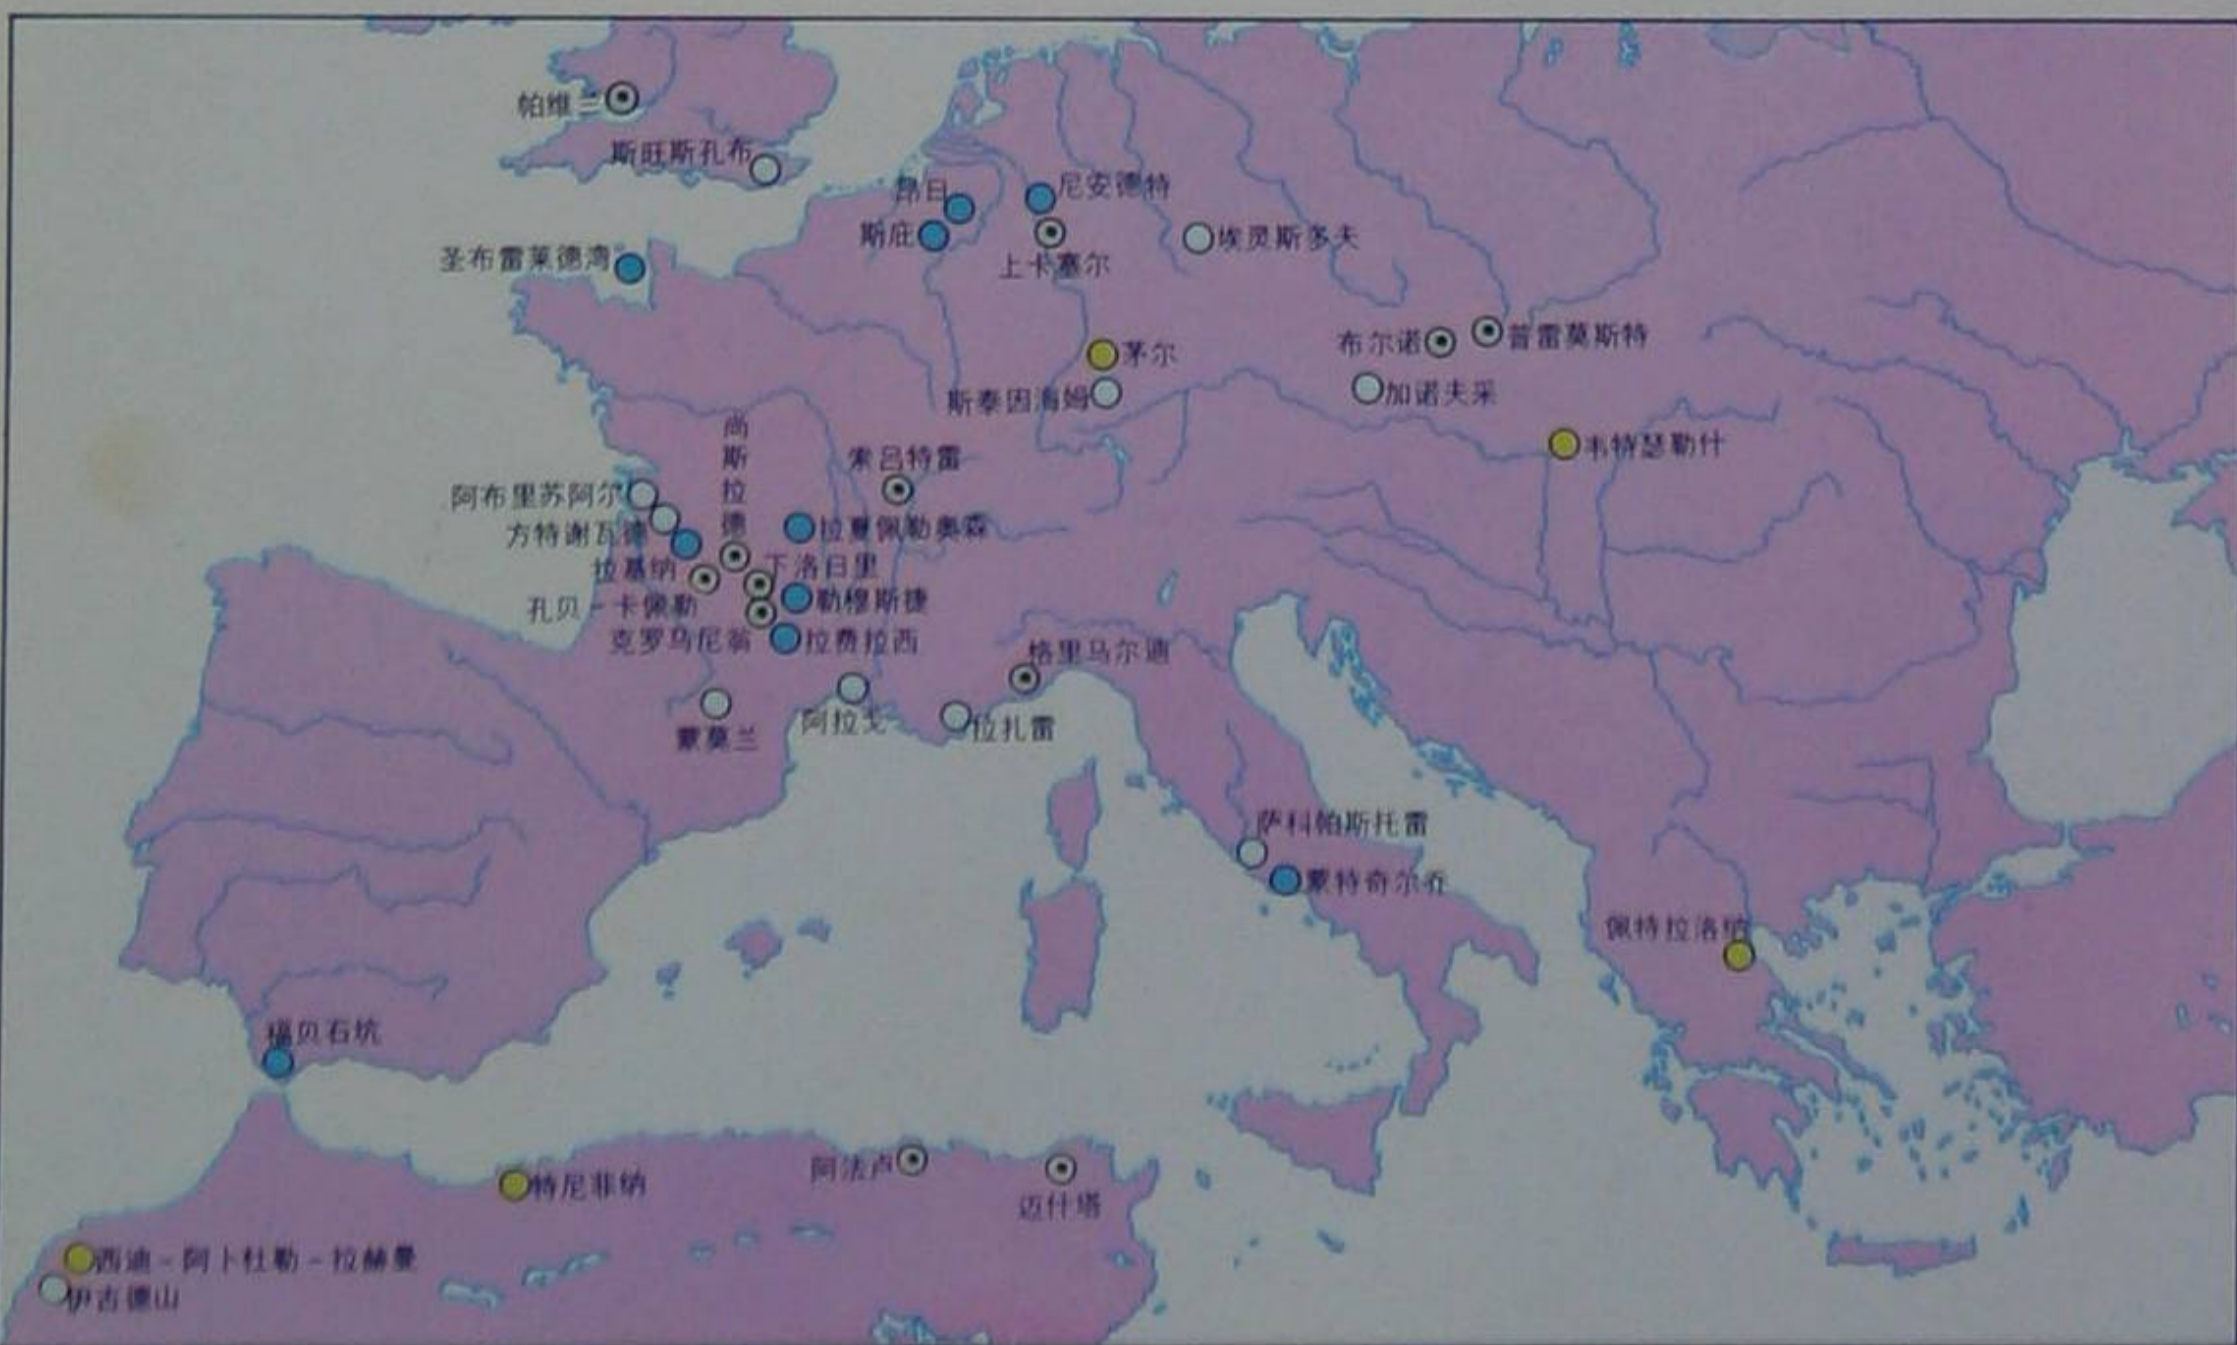 帕维兰
斯旺斯孔布
昂日
尼安德特
斯庇
上卡塞尔
埃灵斯多夫
圣布雷莱德湾
茅尔
布尔诺
普雷莫斯特
斯泰因海姆
加诺夫采
尚斯拉德
索吕特雷
韦特瑟勒什
阿布里苏阿尔
方特谢瓦德
拉夏佩勒奥森
拉基纳
下洛日里
孔贝-卡佩勒
勒穆斯捷
克罗马尼翁
拉费拉西
格里马尔迪
蒙莫兰
阿拉戈
拉扎雷
萨科帕斯托雷
蒙特奇尔乔
佩特拉洛纳
福贝石坑
特尼菲纳
阿法卢
迈什塔
西迪-阿卜杜勒-拉赫曼
伊古德山